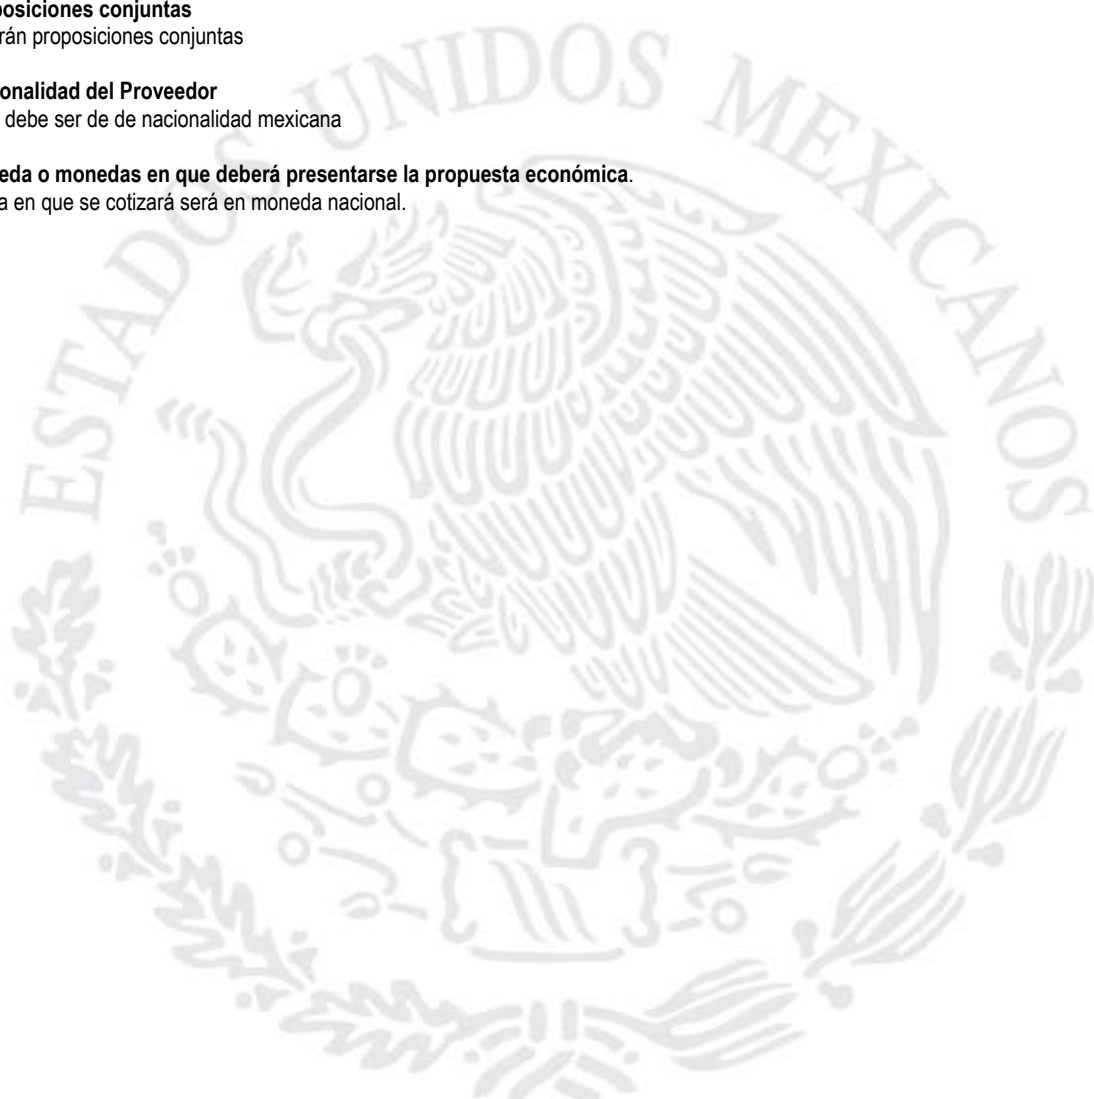 posiciones conjuntas
rán proposiciones conjuntas
onalidad del Proveedor
debe ser de de nacionalidad mexicana
eda o monedas en que deberá presentarse la propuesta económica.
a en que se cotizará será en moneda nacional.
ESTADOS UNIDOS MEXICANOS